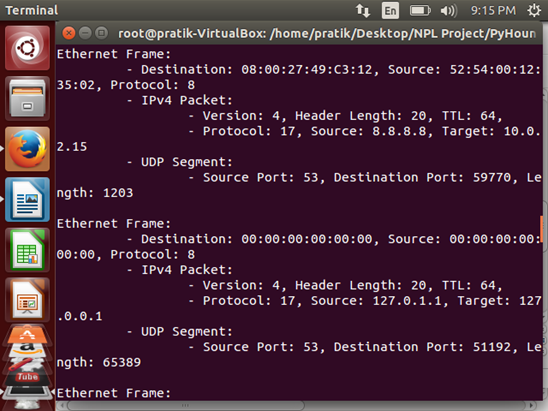 Terminal
En
9:15 PM
root@pratik-VirtualBox: /home/pratik/Desktop/NPL Project/PyHoun
Ethernet Frame:
- Destination: 08:00:27:49:C3:12, Source: 52:54:00:12:
35:02, Protocol: 8
- IPv4 Packet:
- Version: 4, Header Length: 20, TTL: 64,
- Protocol: 17, Source: 8.8.8.8, Target: 10.0.
2.15
- UDP Segment:
- Source Port: 53, Destination Port: 59770, Le
ngth: 1203
Ethernet Frame:
- Destination: 00:00:00:00:00:00, Source: 00:00:00:00:
00:00, Protocol: 8
- IPv4 Packet:
- Version: 4, Header Length: 20, TTL: 64,
- Protocol: 17, Source: 127.0.1.1, Target: 127
.0.0.1
- UDP Segment:
- Source Port: 53, Destination Port: 51192, Le
ngth: 65389
Ethernet Frame:
a
Tube